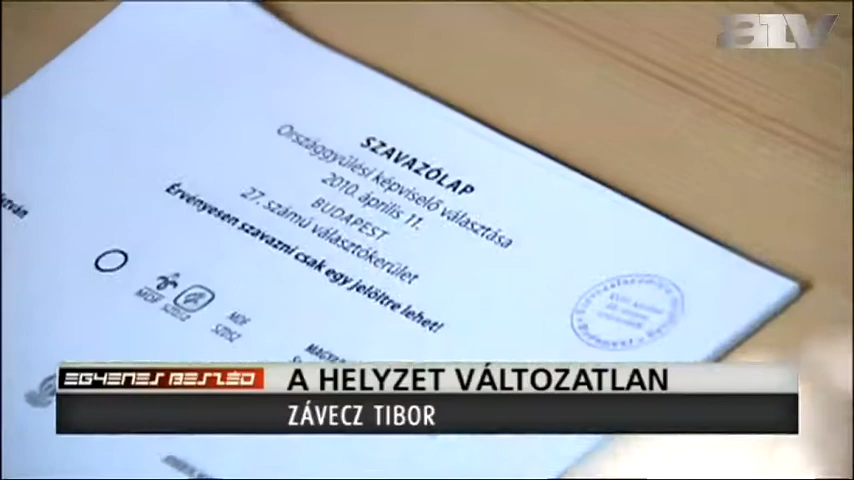 atv
SZAVAZÓLAP
Országgyűlési képviselő választása
2010. április 11.
BUDAPEST
27. számú választókerület
Érvényesen szavazni csak egy jelöltre lehet!
MSZP SZDSZ
MDF
SZDSZ
EGYENES BESZÉD
A HELYZET VÁLTOZATLAN
ZÁVECZ TIBOR